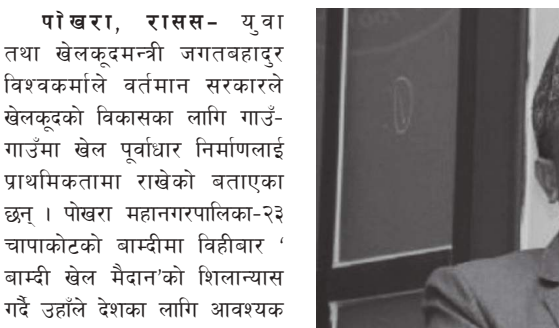 पोखरा, रासस– युवा
तथा खेलकूदमन्त्री जगतबहादुर
विश्वकर्माले वर्तमान सरकारले
खेलकूदको विकासका लागि गाउँ-
गाउँमा खेल पूर्वाधार निर्माणलाई
प्राथमिकतामा राखेको बताएका
छन् । पोखरा महानगरपालिका-२३
चापाकोटको बाम्दीमा विहीबार ‘
बाम्दी खेल मैदान’को शिलान्यास
गर्दै उहाँले देशका लागि आवश्यक